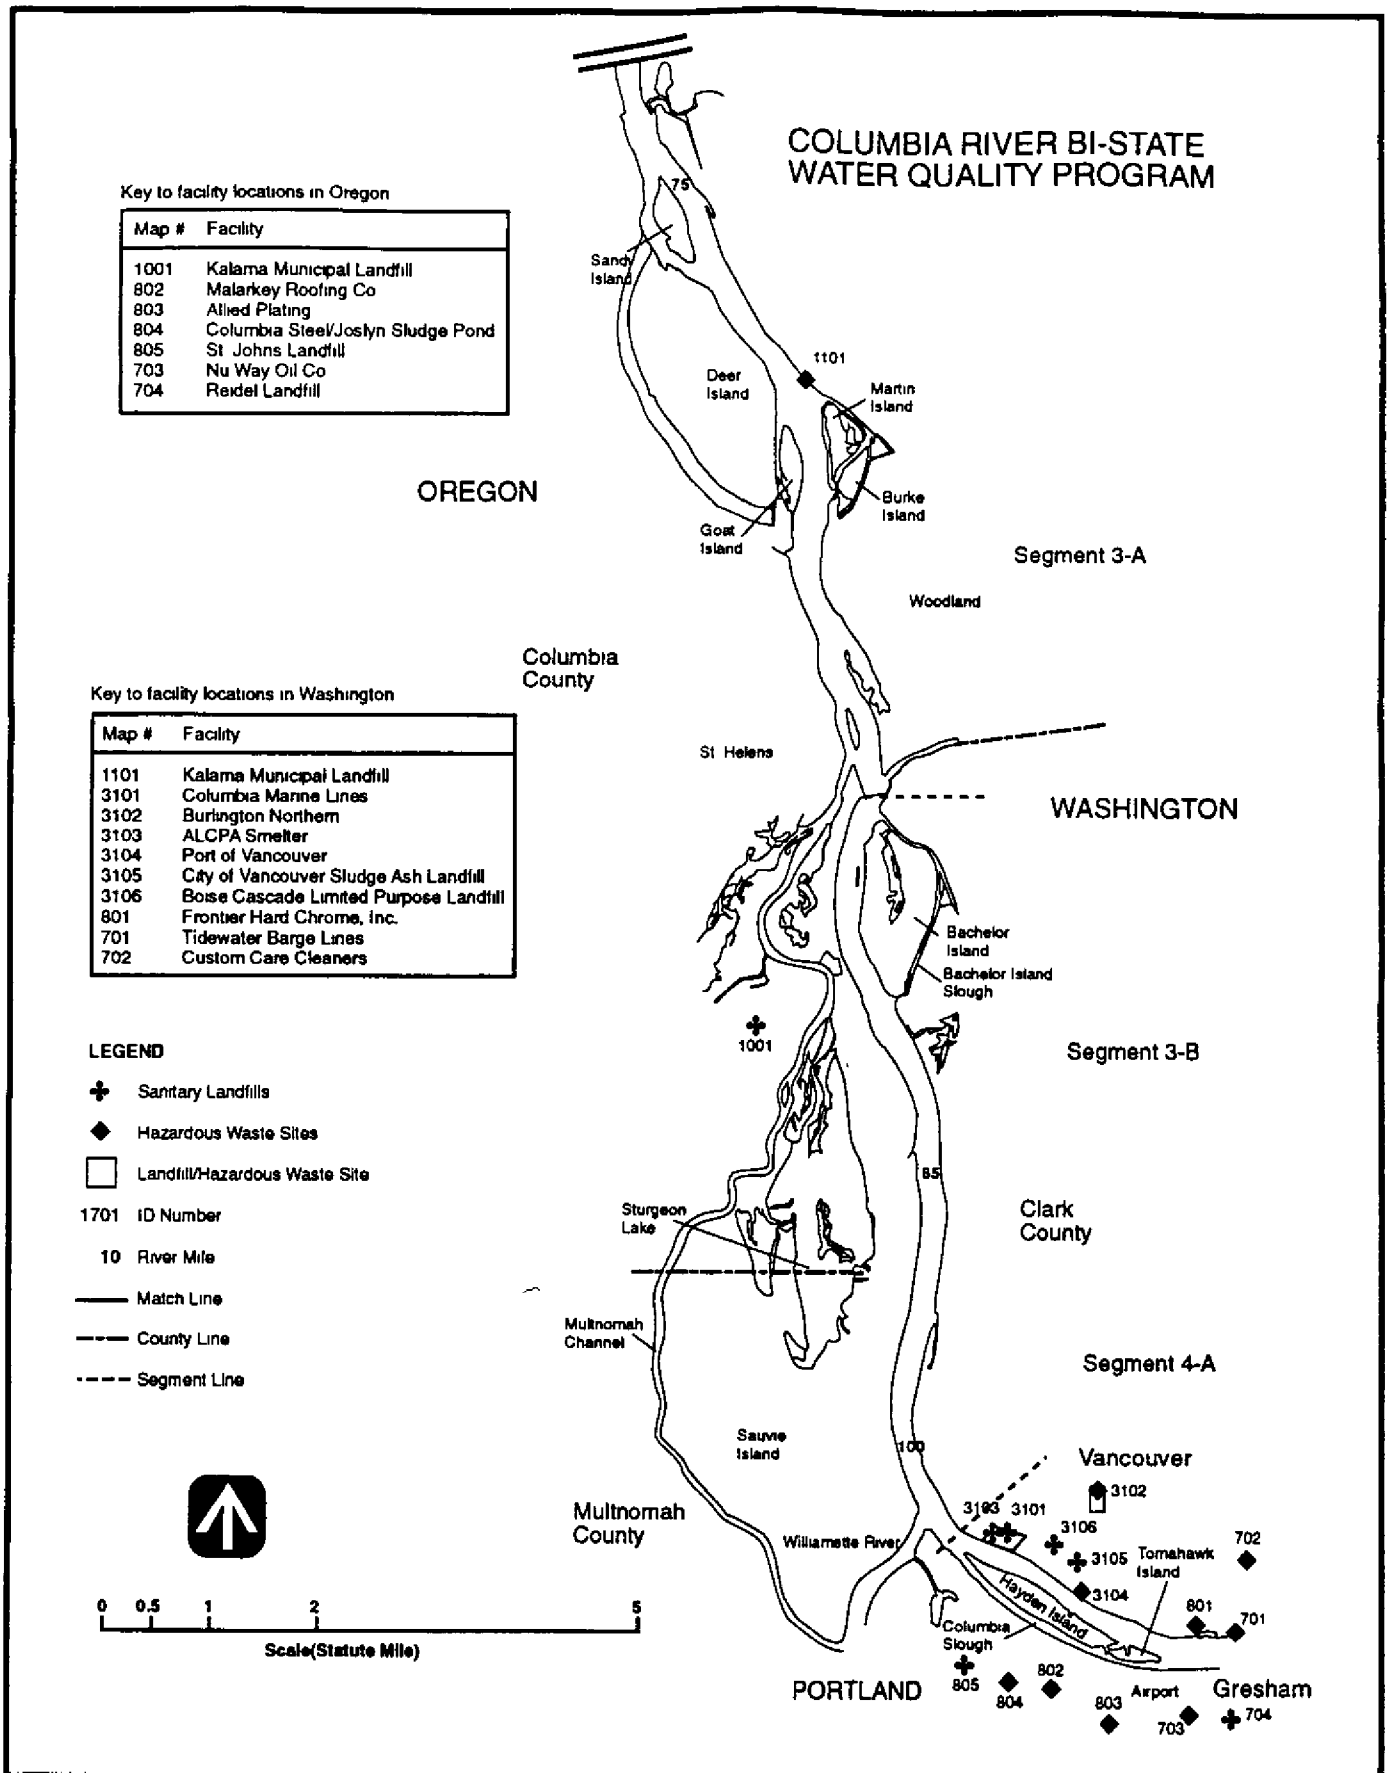 COLUMBIA RIVER BI-STATE
WATER QUALITY PROGRAM
Key to facility locations in Oregon
Map # Facility
1001 Kalama Municipal Landfill
802 Malarkey Roofing Co
803 Allied Plating
804 Columbia Steel/Joslyn Sludge Pond
805 St Johns Landfill
703 Nu Way Oil Co
704 Reidel Landfill
75
Sandy
Island
1101
Deer
Island
Martin
Island
OREGON
Burke
Island
Goat
Island
Segment 3-A
Woodland
Columbia
County
Key to facility locations in Washington
Map # Facility
1101 Kalama Municipal Landfill
3101 Columbia Marine Lines
3102 Burlington Northern
3103 ALCPA Smelter
3104 Port of Vancouver
3105 City of Vancouver Sludge Ash Landfill
3106 Boise Cascade Limited Purpose Landfill
801 Frontier Hard Chrome, Inc.
701 Tidewater Barge Lines
702 Custom Care Cleaners
St Helens
WASHINGTON
Bachelor
Island
Bachelor Island
Slough
1001
Segment 3-B
LEGEND
Sanitary Landfills
Hazardous Waste Sites
Landfill/Hazardous Waste Site
1701 ID Number
10 River Mile
Match Line
County Line
Segment Line
85
Sturgeon
Lake
Clark
County
Multnomah
Channel
Segment 4-A
Sauvie
Island
100
Vancouver
3102
3103 3101
Multnomah
County
Williamette River
3106
3105
702
Tomahawk
Island
3104
Hayden Island
801
701
Columbia
Slough
0 0.5 1 2 5
Scale(Statute Mile)
PORTLAND
805
804
802
Airport
Gresham
803
703
704